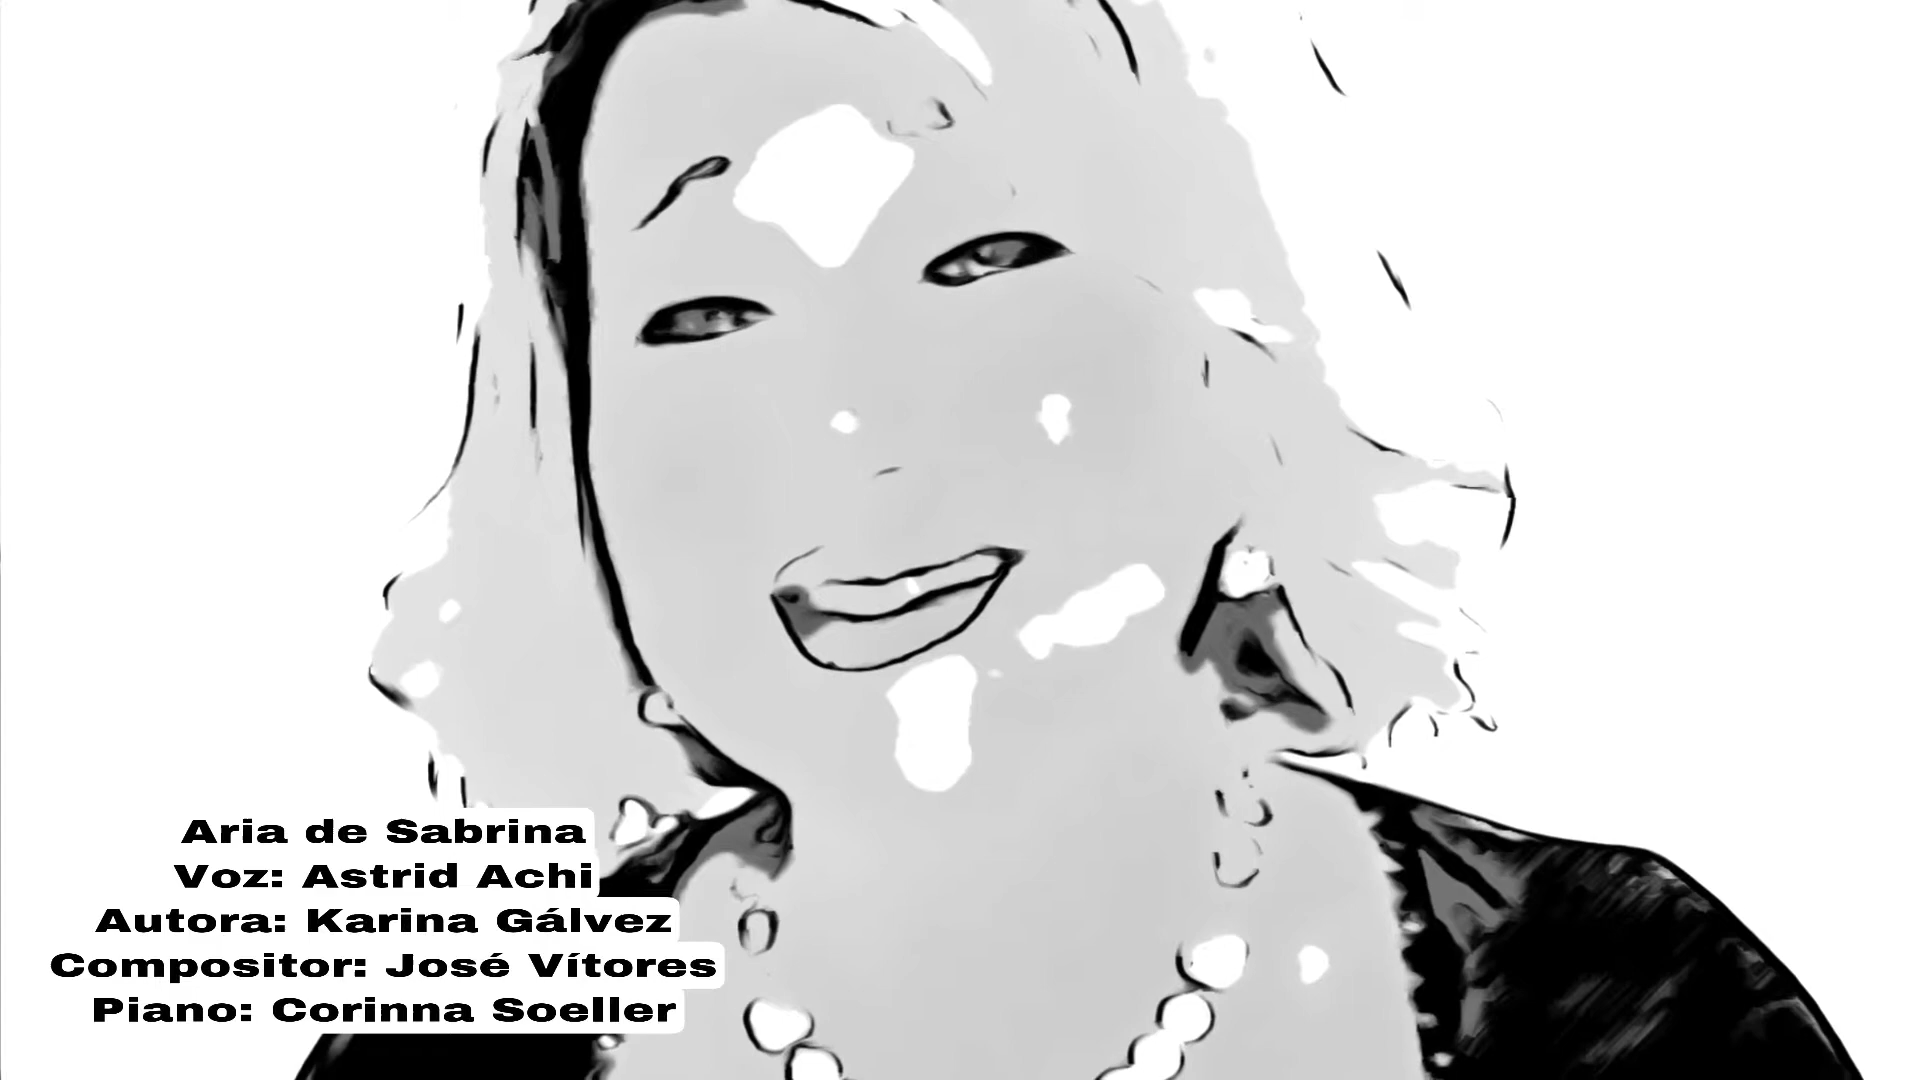 Aria de Sabrina
Voz: Astrid Achi
Autora: Karina Gálvez
Compositor: José Vítores
Piano: Corinna Soeller